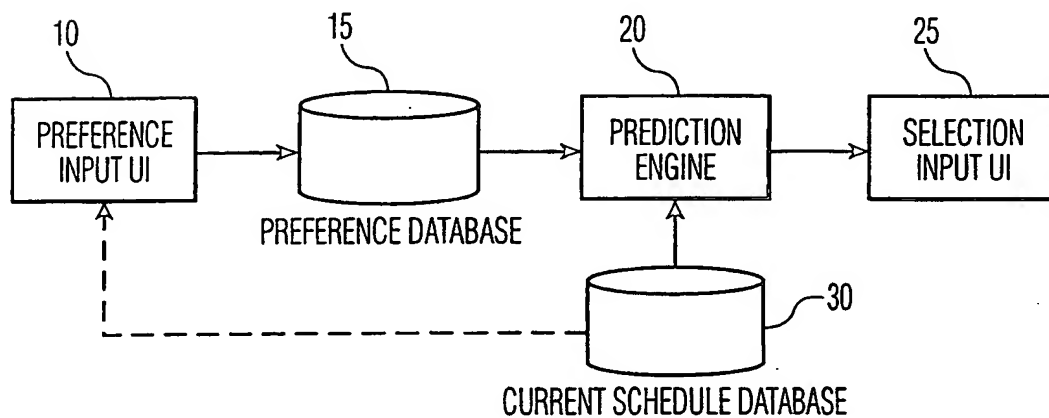 10
15
20
25
PREFERENCE
INPUT UI
PREDICTION
ENGINE
SELECTION
INPUT UI
PREFERENCE DATABASE
30
CURRENT SCHEDULE DATABASE